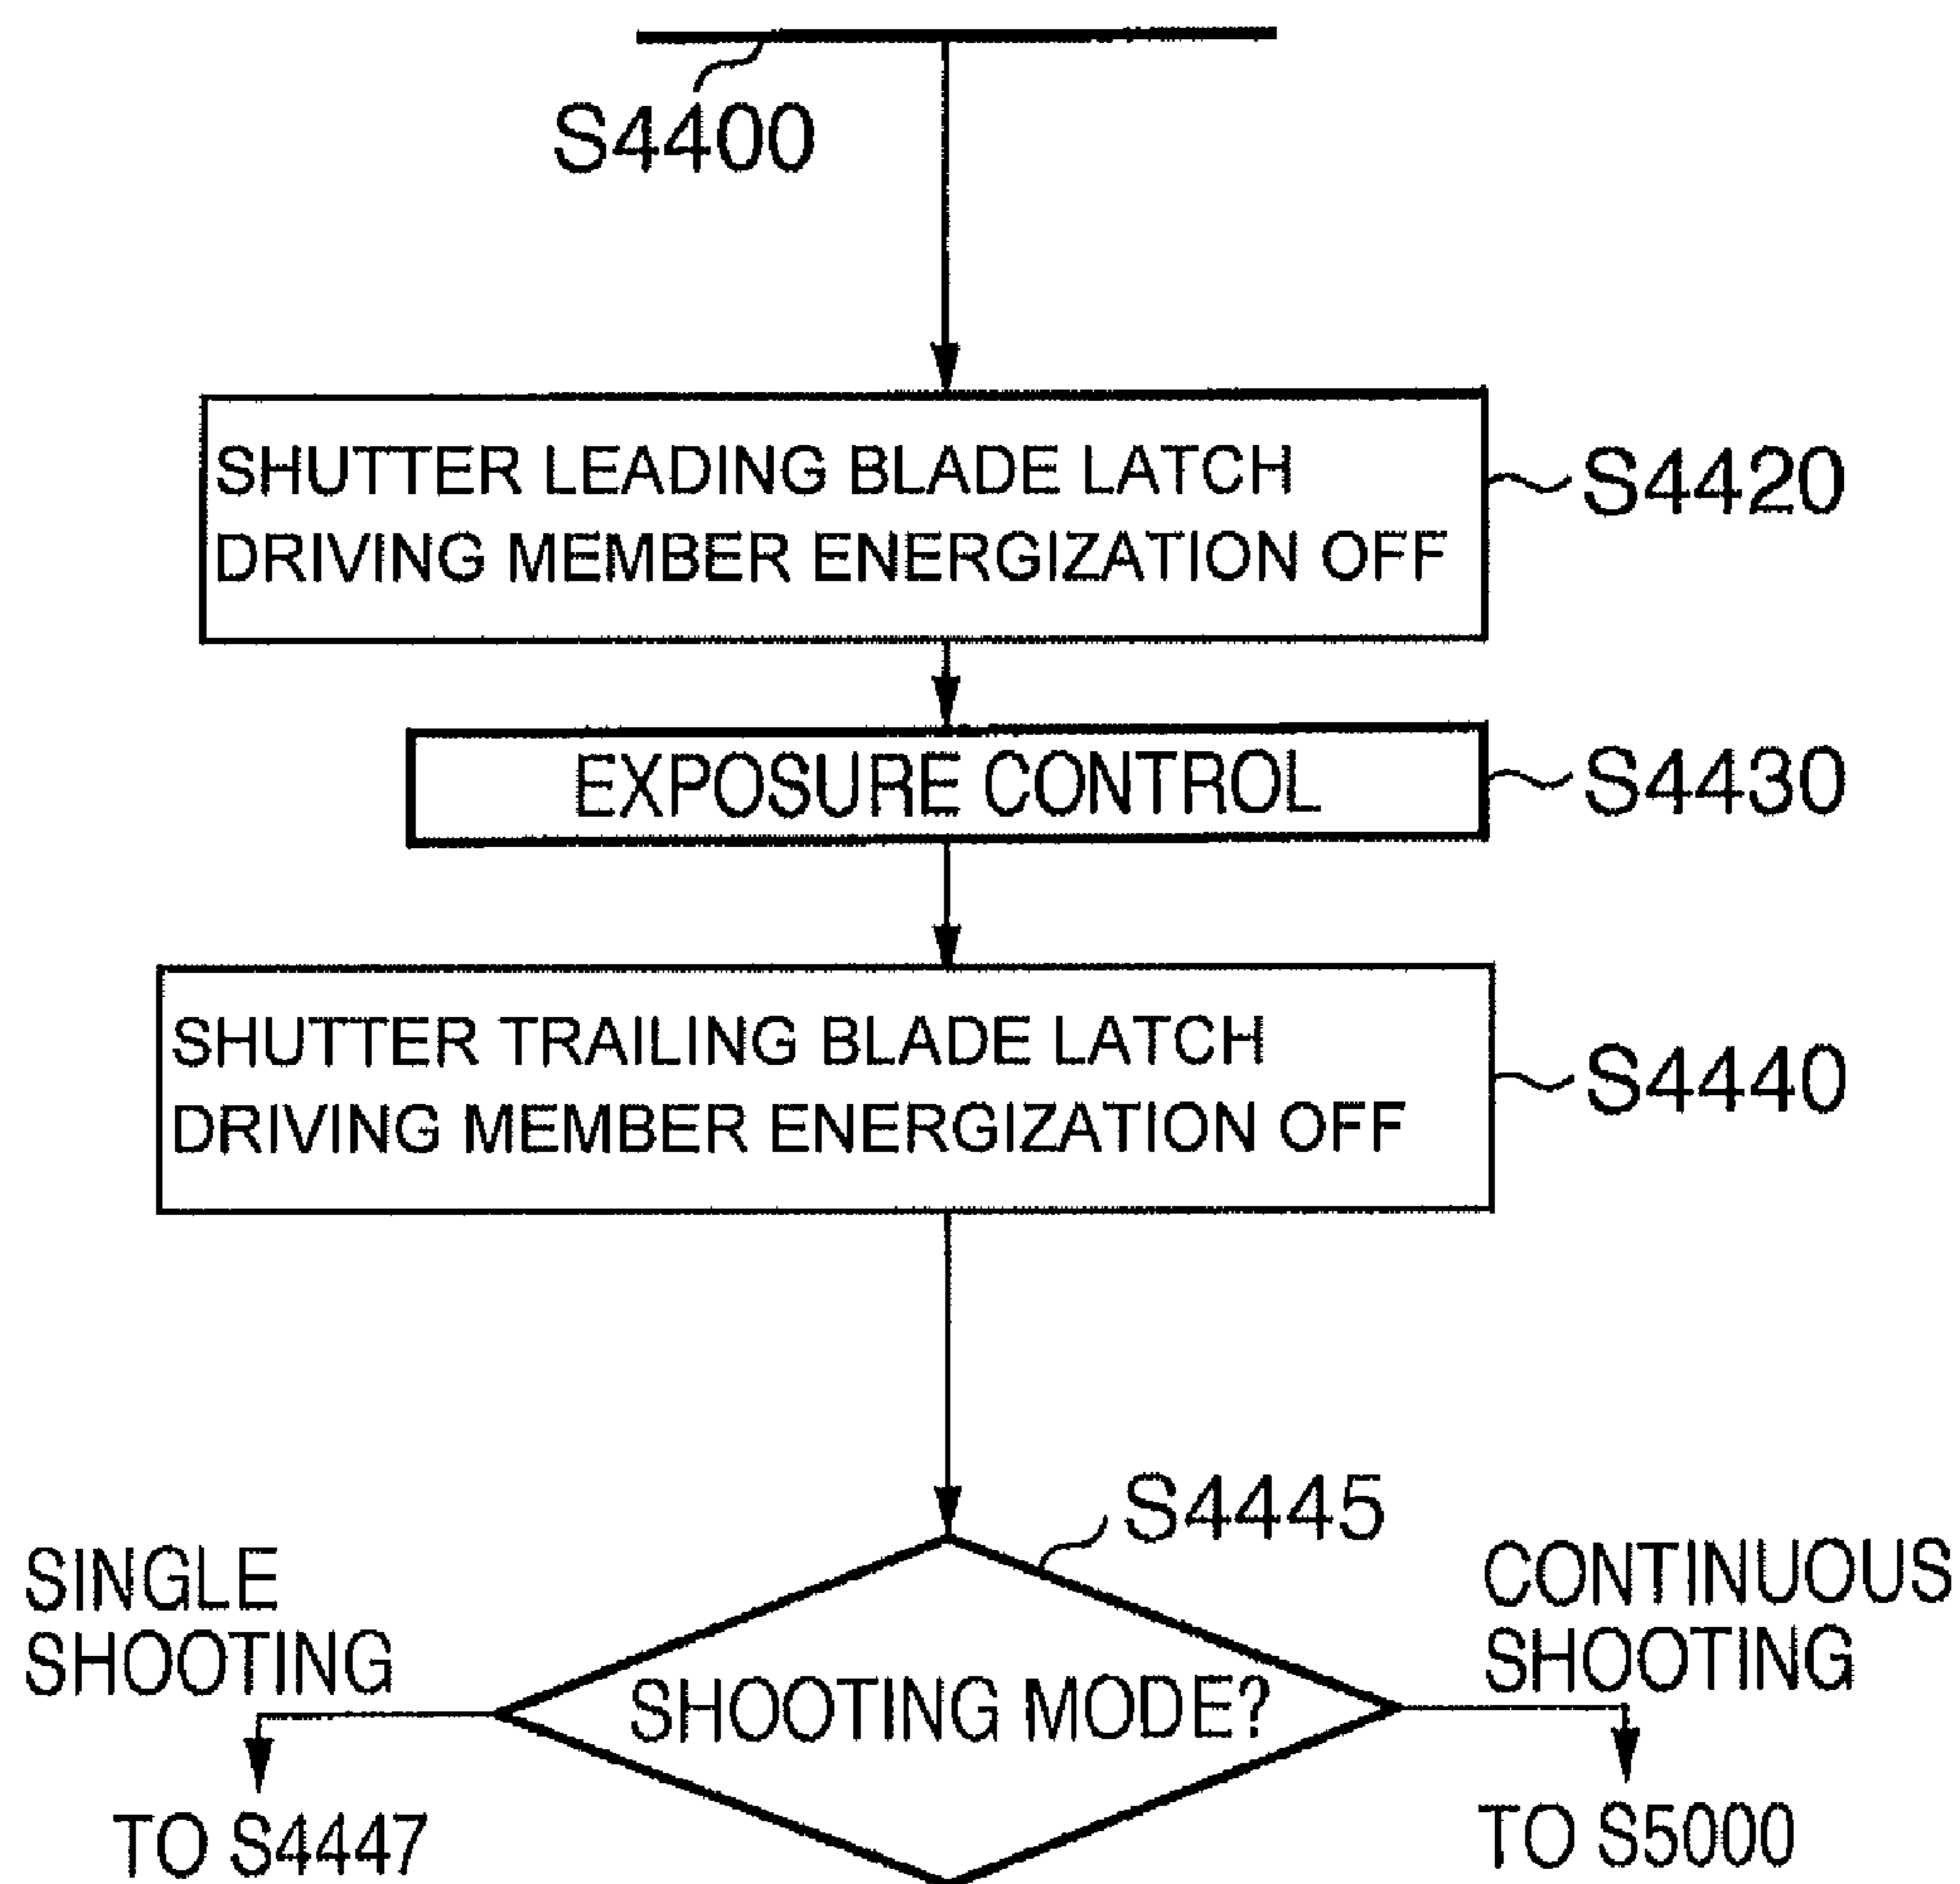 S4400
SHUTTER LEADING BLADE LATCH
DRIVING MEMBER ENERGIZATION OFF
S4420
EXPOSURE CONTROL
S4430
SHUTTER TRAILING BLADE LATCH
DRIVING MEMBER ENERGIZATION OFF
S4440
S4445
SINGLE
SHOOTING
SHOOTING MODE?
CONTINUOUS
SHOOTING
TO S4447
TO S5000